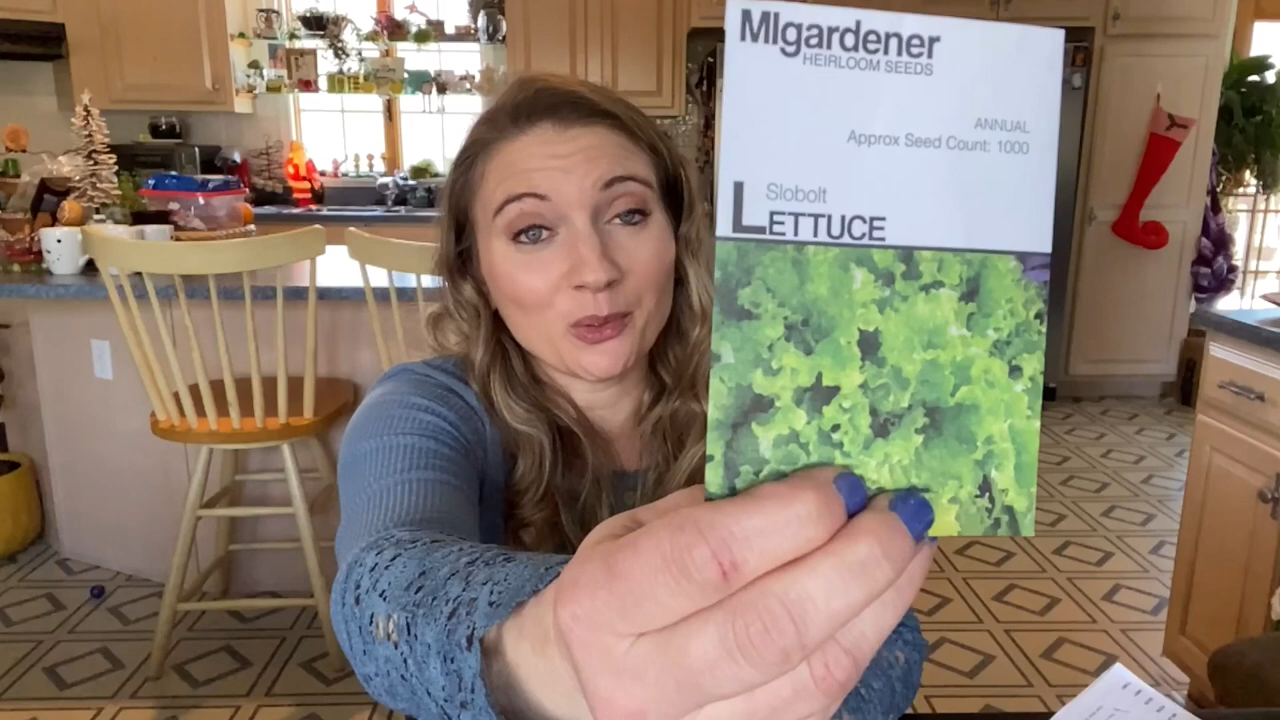 MIgardener
HEIRLOOM SEEDS
ANNUAL
Approx Seed Count: 1000
Slobolt
LETTUCE